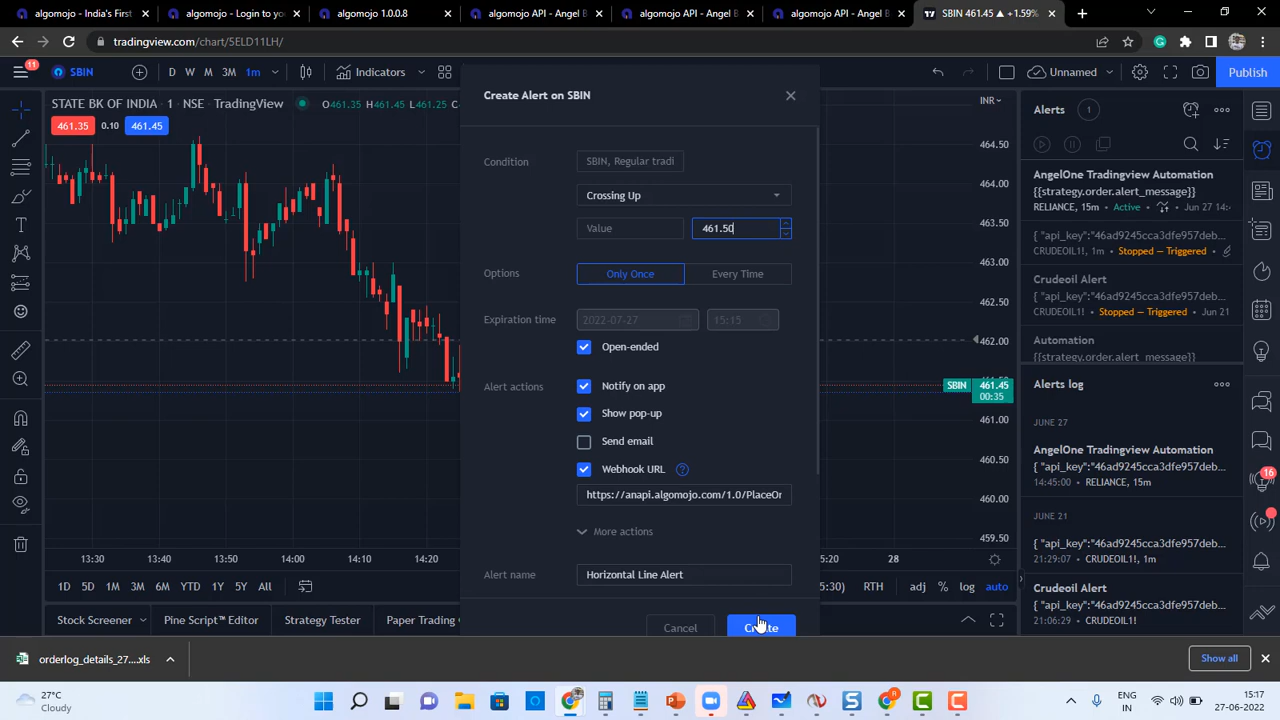 algomojo - India's First
algomojo - Login to you
algomojo 1.0.0.8
algomojo API - Angel B
algomojo API - Angel B
algomojo API - Angel B
SBIN 461.45 ▲ +1.59%
tradingview.com/chart/5ELD11LH/
11
SBIN
D W M 3M 1m
Indicators
Unnamed
Publish
STATE BK OF INDIA · 1 · NSE · TradingView
O461.35 H461.45 L461.25 C
461.35 0.10 461.45
INR
464.00
463.50
463.00
462.50
462.00
SBIN 461.45
00:35
461.00
460.50
460.00
459.50
13:30 13:40 13:50 14:00 14:10 14:20 28
1D 5D 1M 3M 6M YTD 1Y 5Y All
5:30) RTH adj % log auto
Stock Screener Pine Script™ Editor Strategy Tester Paper Trading
Create Alert on SBIN
Condition
SBIN, Regular tradi
Crossing Up
Value
461.50
Options
Only Once
Every Time
Expiration time
2022-07-27
15:15
Open-ended
Alert actions
Notify on app
Show pop-up
Send email
Webhook URL
https://anapi.algomojo.com/1.0/PlaceOr
More actions
Alert name
Horizontal Line Alert
Cancel
Create
Alerts 1
AngelOne Tradingview Automation
{{strategy.order.alert_message}}
RELIANCE, 15m • Active • Jun 27 14:
{ "api_key":"46ad9245cca3dfe957deb...
CRUDEOIL1!, 1m • Stopped — Triggered •
Crudeoil Alert
{ "api_key":"46ad9245cca3dfe957deb...
CRUDEOIL1! • Stopped — Triggered • Jun 21
Automation
{{strategy.order.alert_message}}
Alerts log
JUNE 27
AngelOne Tradingview Automation
{ "api_key":"46ad9245cca3dfe957deb...
14:45:00 • RELIANCE, 15m
JUNE 21
{ "api_key":"46ad9245cca3dfe957deb...
21:29:07 • CRUDEOIL1!, 1m
Crudeoil Alert
{ "api_key":"46ad9245cca3dfe957deb...
21:06:29 • CRUDEOIL1!
16
orderlog_details_27....xls
Show all
27°C
Cloudy
ENG
IN
15:17
27-06-2022